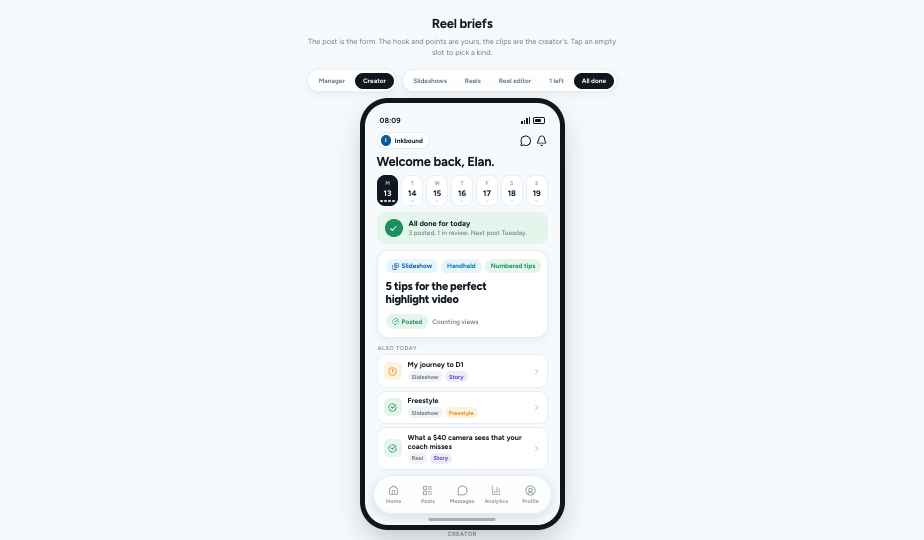 Reel briefs
The post is the form. The hook and points are yours, the clips are the creator's. Tap an empty
slot to pick a kind.
Manager Creator Slideshows Reels Reel editor 1 left All done
08:09
I Inkbound
Welcome back, Elan.
M T W T F S S
13 14 15 16 17 18 19
All done for today
3 posted. 1 in review. Next post Tuesday.
Slideshow Handheld Numbered tips
5 tips for the perfect
highlight video
Posted Counting views
ALSO TODAY
My journey to D1
Slideshow Story
Freestyle
Slideshow Freestyle
What a $40 camera sees that your
coach misses
Reel Story
Home Posts Messages Analytics Profile
CREATOR